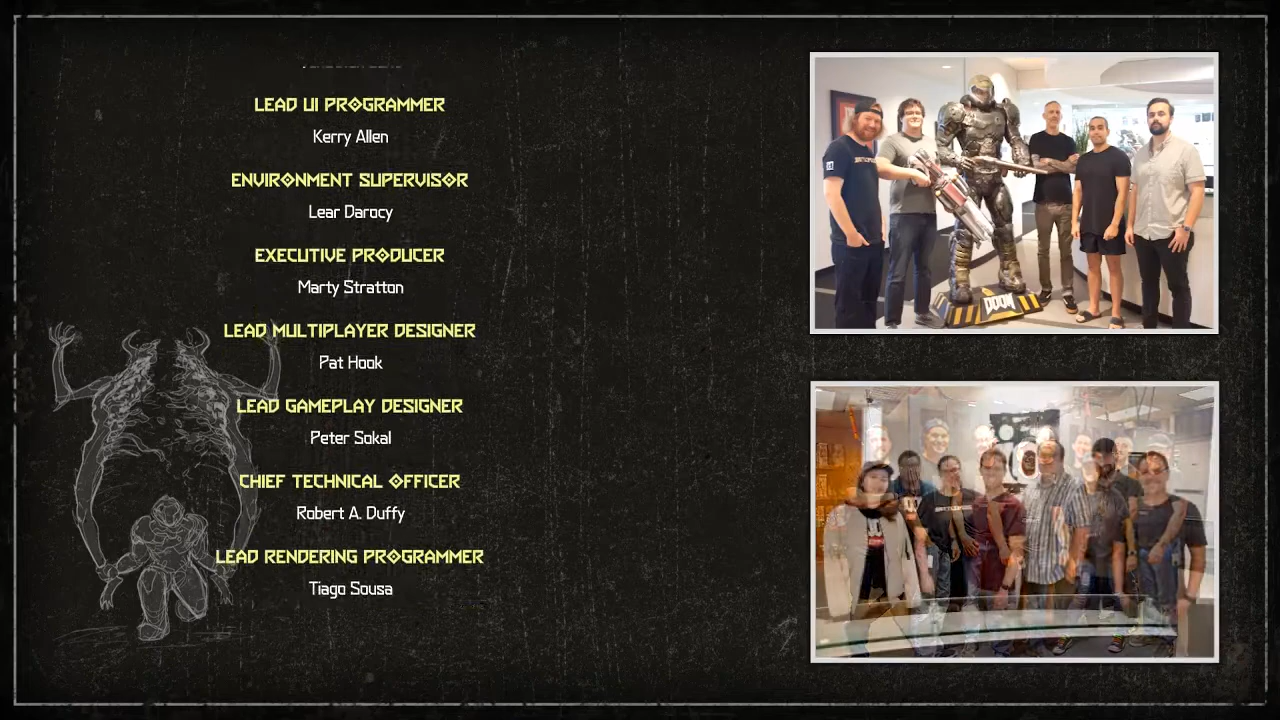 LEAD UI PROGRAMMER
Kerry Allen
ENVIRONMENT SUPERVISOR
Lear Darocy
EXECUTIVE PRODUCER
Marty Stratton
LEAD MULTIPLAYER DESIGNER
Pat Hook
LEAD GAMEPLAY DESIGNER
Peter Sokal
CHIEF TECHNICAL OFFICER
Robert A. Duffy
LEAD RENDERING PROGRAMMER
Tiago Sousa
DOOM